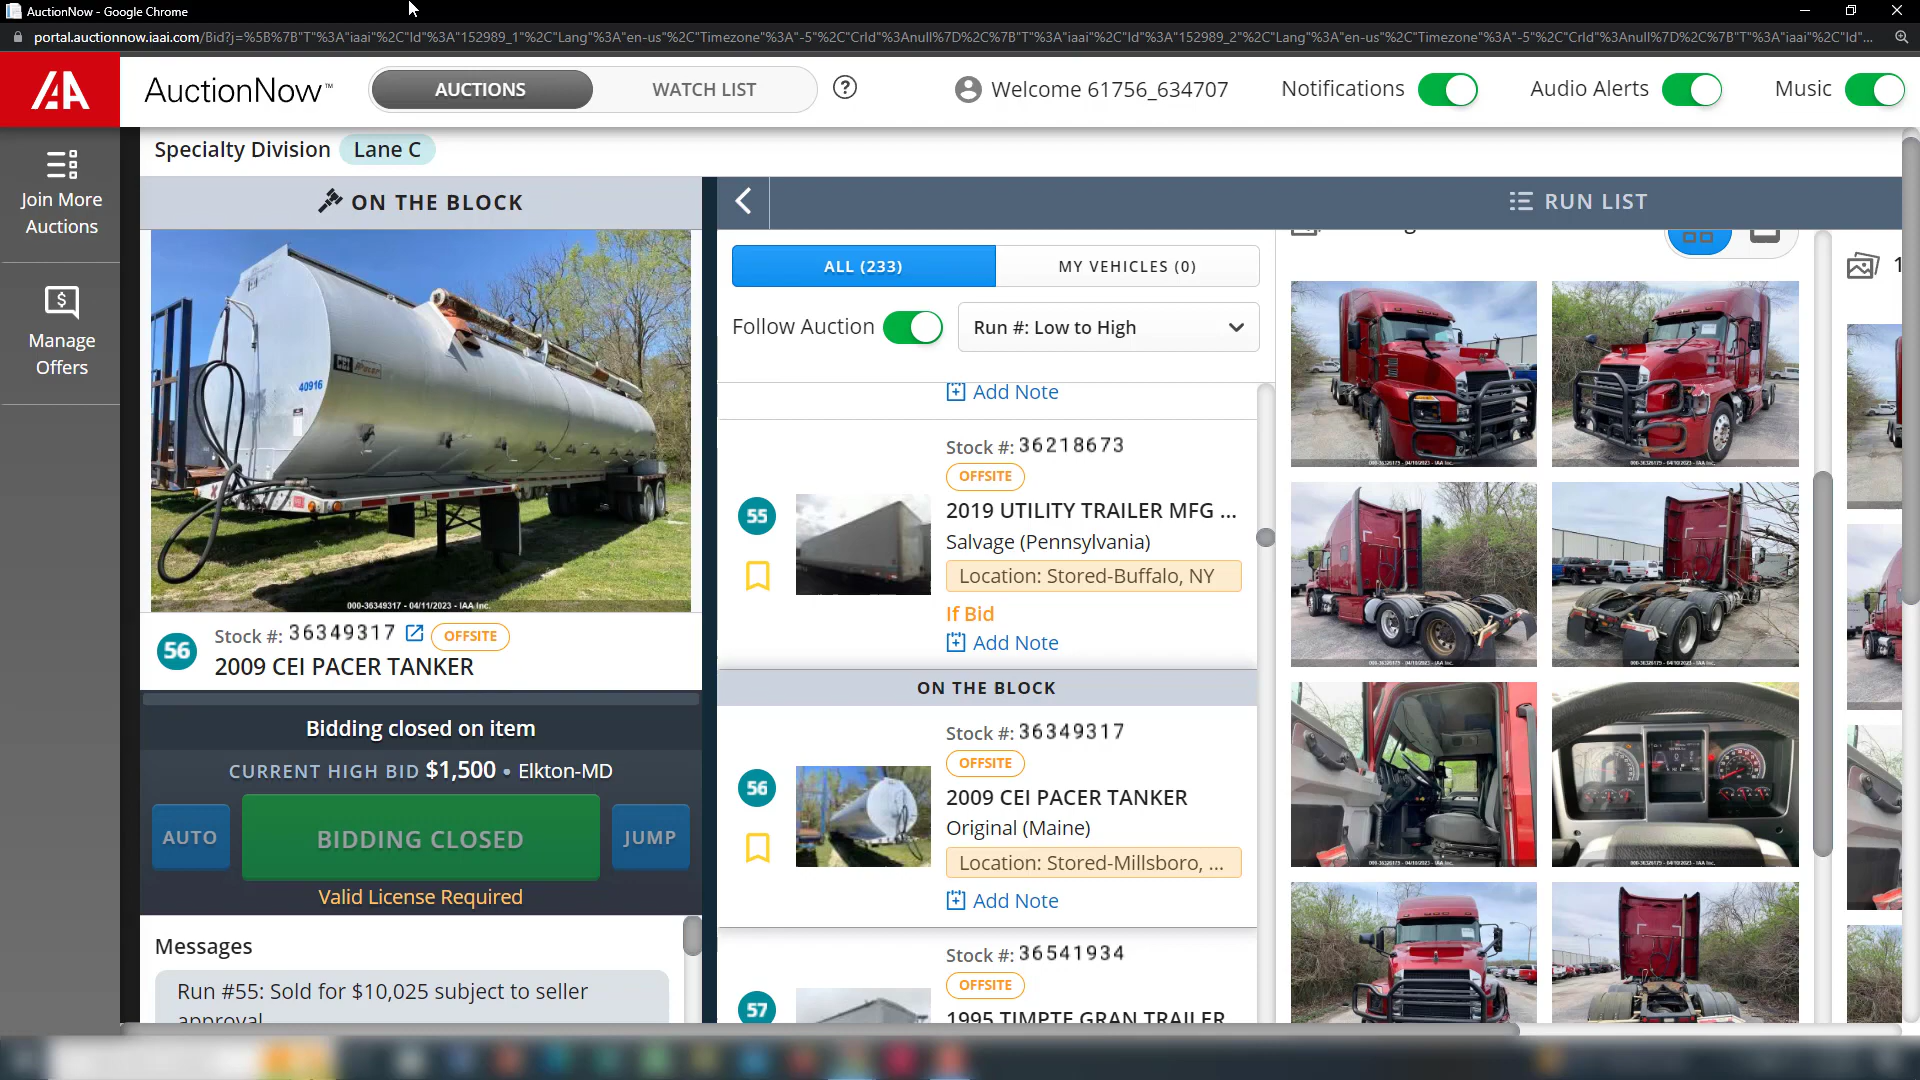 AuctionNow - Google Chrome
portal.auctionnow.iaai.com/Bid?j=%5B%7B"T"%3A"iaai"%2C"Id"%3A"152989_1"%2C"Lang"%3A"en-us"%2C"Timezone"%3A"-5"%2C"CrId"%3Anull%7D%2C%7B"T"%3A"iaai"%2C"Id"%3A"152989_2"%2C"Lang"%3A"en-us"%2C"Timezone"%3A"-5"%2C"CrId"%3Anull%7D%2C%7B"T"%3A"iaai"%2C"Id"...
IAA
AuctionNow™
AUCTIONS
WATCH LIST
Welcome 61756_634707
Notifications
Audio Alerts
Music
Join More
Auctions
Manage
Offers
Specialty Division Lane C
ON THE BLOCK
CEI Pacer
40916
000-36349317 - 04/11/2023 - IAA Inc.
56
Stock #: 36349317 OFFSITE
2009 CEI PACER TANKER
Bidding closed on item
CURRENT HIGH BID $1,500 • Elkton-MD
AUTO
BIDDING CLOSED
JUMP
Valid License Required
Messages
Run #55: Sold for $10,025 subject to seller
approval
RUN LIST
ALL (233)
MY VEHICLES (0)
Follow Auction
Run #: Low to High
Add Note
55
Stock #: 36218673
OFFSITE
2019 UTILITY TRAILER MFG ...
Salvage (Pennsylvania)
Location: Stored-Buffalo, NY
If Bid
Add Note
ON THE BLOCK
56
Stock #: 36349317
OFFSITE
2009 CEI PACER TANKER
Original (Maine)
Location: Stored-Millsboro, ...
Add Note
57
Stock #: 36541934
OFFSITE
1995 TIMPTE GRAN TRAILER
1